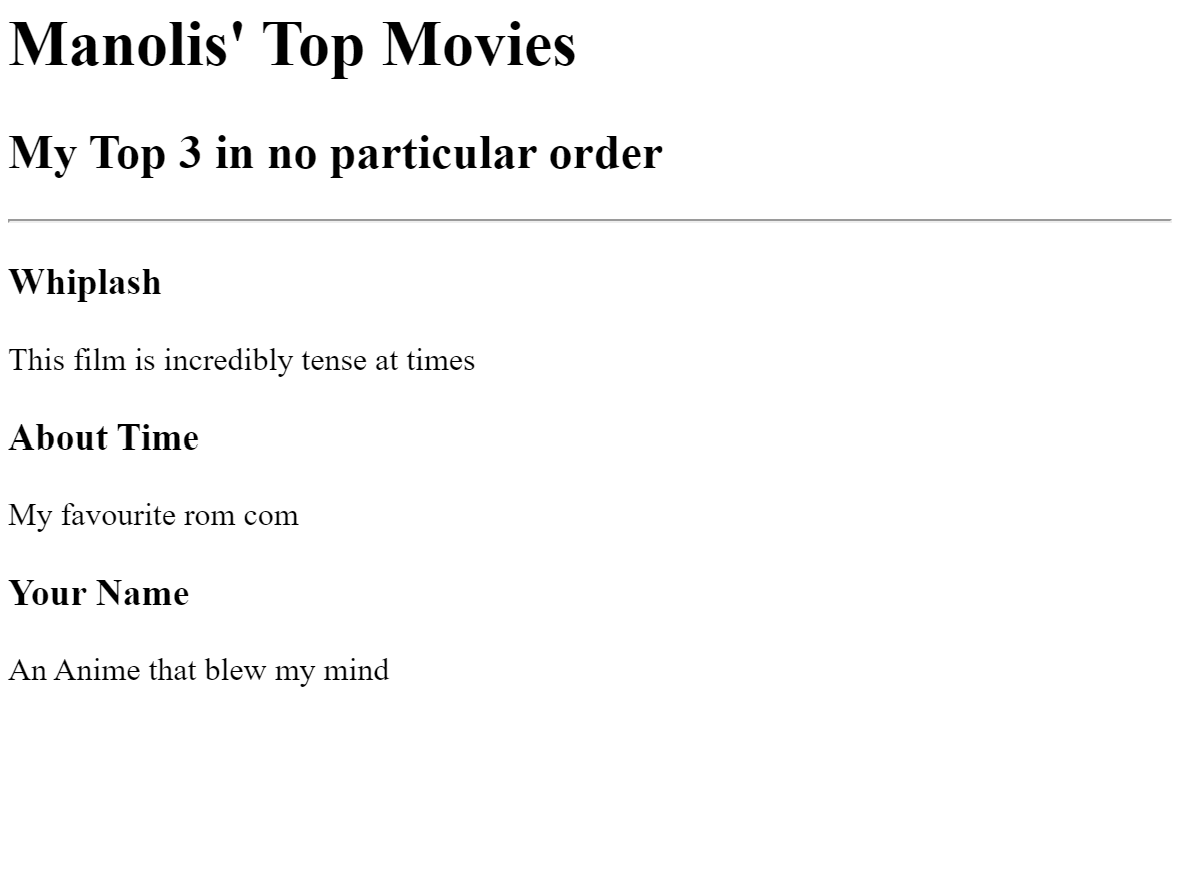 Manolis' Top Movies
My Top 3 in no particular order
Whiplash
This film is incredibly tense at times
About Time
My favourite rom com
Your Name
An Anime that blew my mind